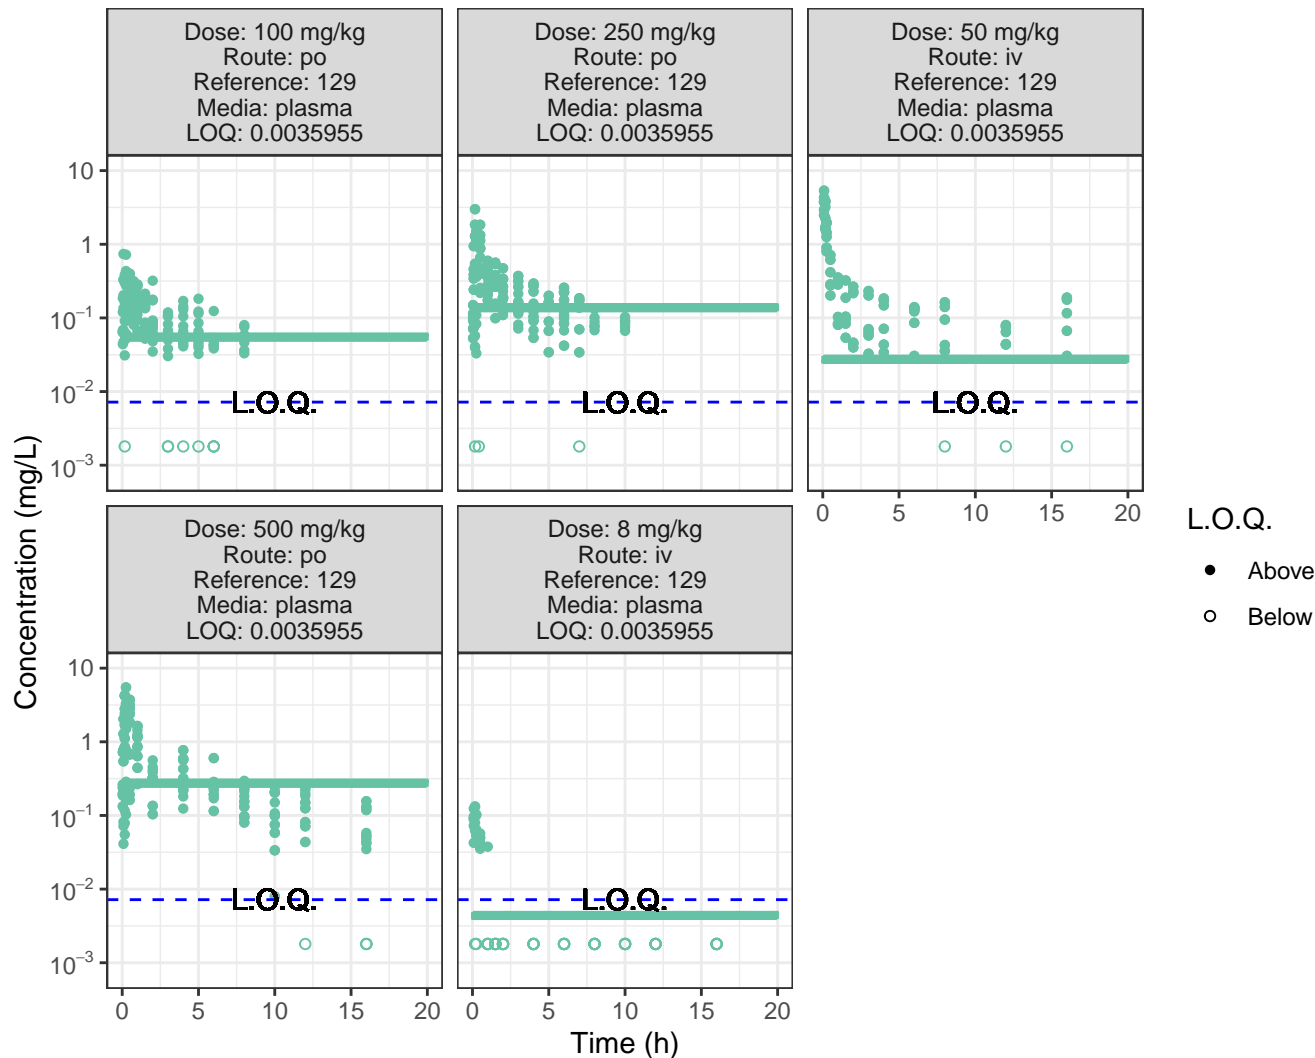 Dose: 100 mg/kg
Route: po
Reference: 129
Media: plasma
LOQ: 0.0035955
Dose: 250 mg/kg
Route: po
Reference: 129
Media: plasma
LOQ: 0.0035955
Dose: 50 mg/kg
Route: iv
Reference: 129
Media: plasma
LOQ: 0.0035955
10
1
10⁻¹
10⁻²
10⁻³
L.O.Q.
L.O.Q.
L.O.Q.
0 5 10 15 20
Dose: 500 mg/kg
Route: po
Reference: 129
Media: plasma
LOQ: 0.0035955
Dose: 8 mg/kg
Route: iv
Reference: 129
Media: plasma
LOQ: 0.0035955
10
1
10⁻¹
10⁻²
10⁻³
L.O.Q.
L.O.Q.
0 5 10 15 20
0 5 10 15 20
Time (h)
Concentration (mg/L)
L.O.Q.
Above
Below